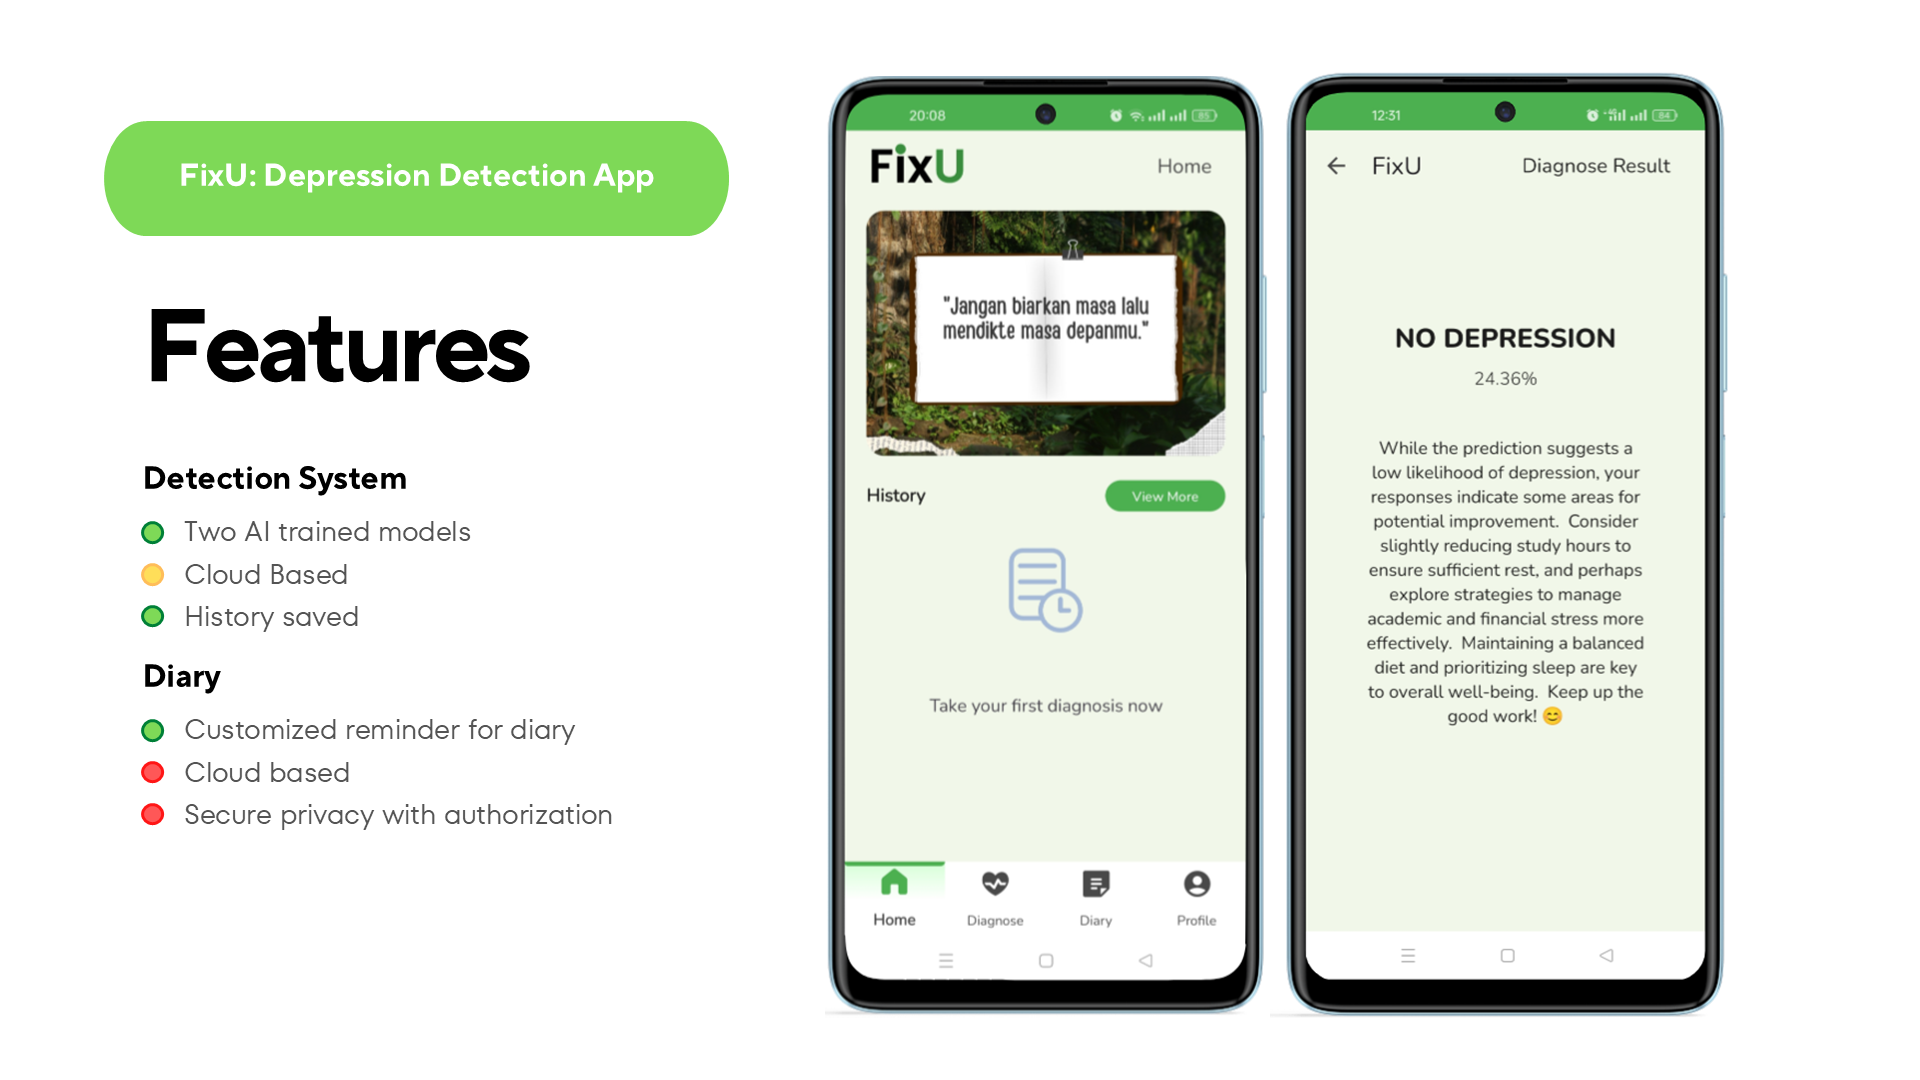 FixU: Depression Detection App
Features
Detection System
Two AI trained models
Cloud Based
History saved
Diary
Customized reminder for diary
Cloud based
Secure privacy with authorization
20:08
85
FixU
Home
"Jangan biarkan masa lalu
mendikte masa depanmu."
History
View More
Take your first diagnosis now
Home
Diagnose
Diary
Profile
12:31
84
FixU
Diagnose Result
NO DEPRESSION
24.36%
While the prediction suggests a
low likelihood of depression, your
responses indicate some areas for
potential improvement.  Consider
slightly reducing study hours to
ensure sufficient rest, and perhaps
explore strategies to manage
academic and financial stress more
effectively.  Maintaining a balanced
diet and prioritizing sleep are key
to overall well-being.  Keep up the
good work! 😊